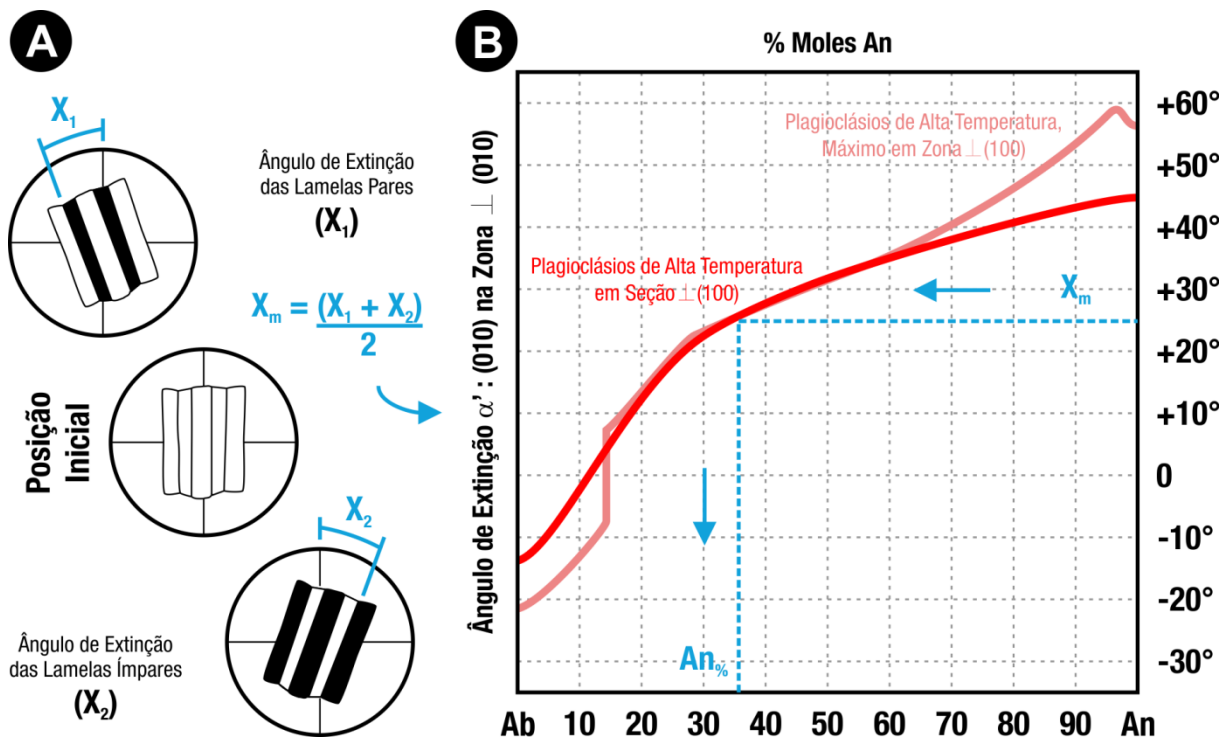 A
X₁
Ângulo de Extinção
das Lamelas Pares
(X₁)
Xm = (X₁ + X₂)
2
Posição
Inicial
X₂
Ângulo de Extinção
das Lamelas Ímpares
(X₂)
B
% Moles An
Ângulo de Extinção α' : (010) na Zona ⊥ (010)
Plagioclásios de Alta Temperatura,
Máximo em Zona ⊥(100)
Plagioclásios de Alta Temperatura
em Seção ⊥(100)
Xm
An%
+60°
+50°
+40°
+30°
+20°
+10°
0
-10°
-20°
-30°
Ab 10 20 30 40 50 60 70 80 90 An